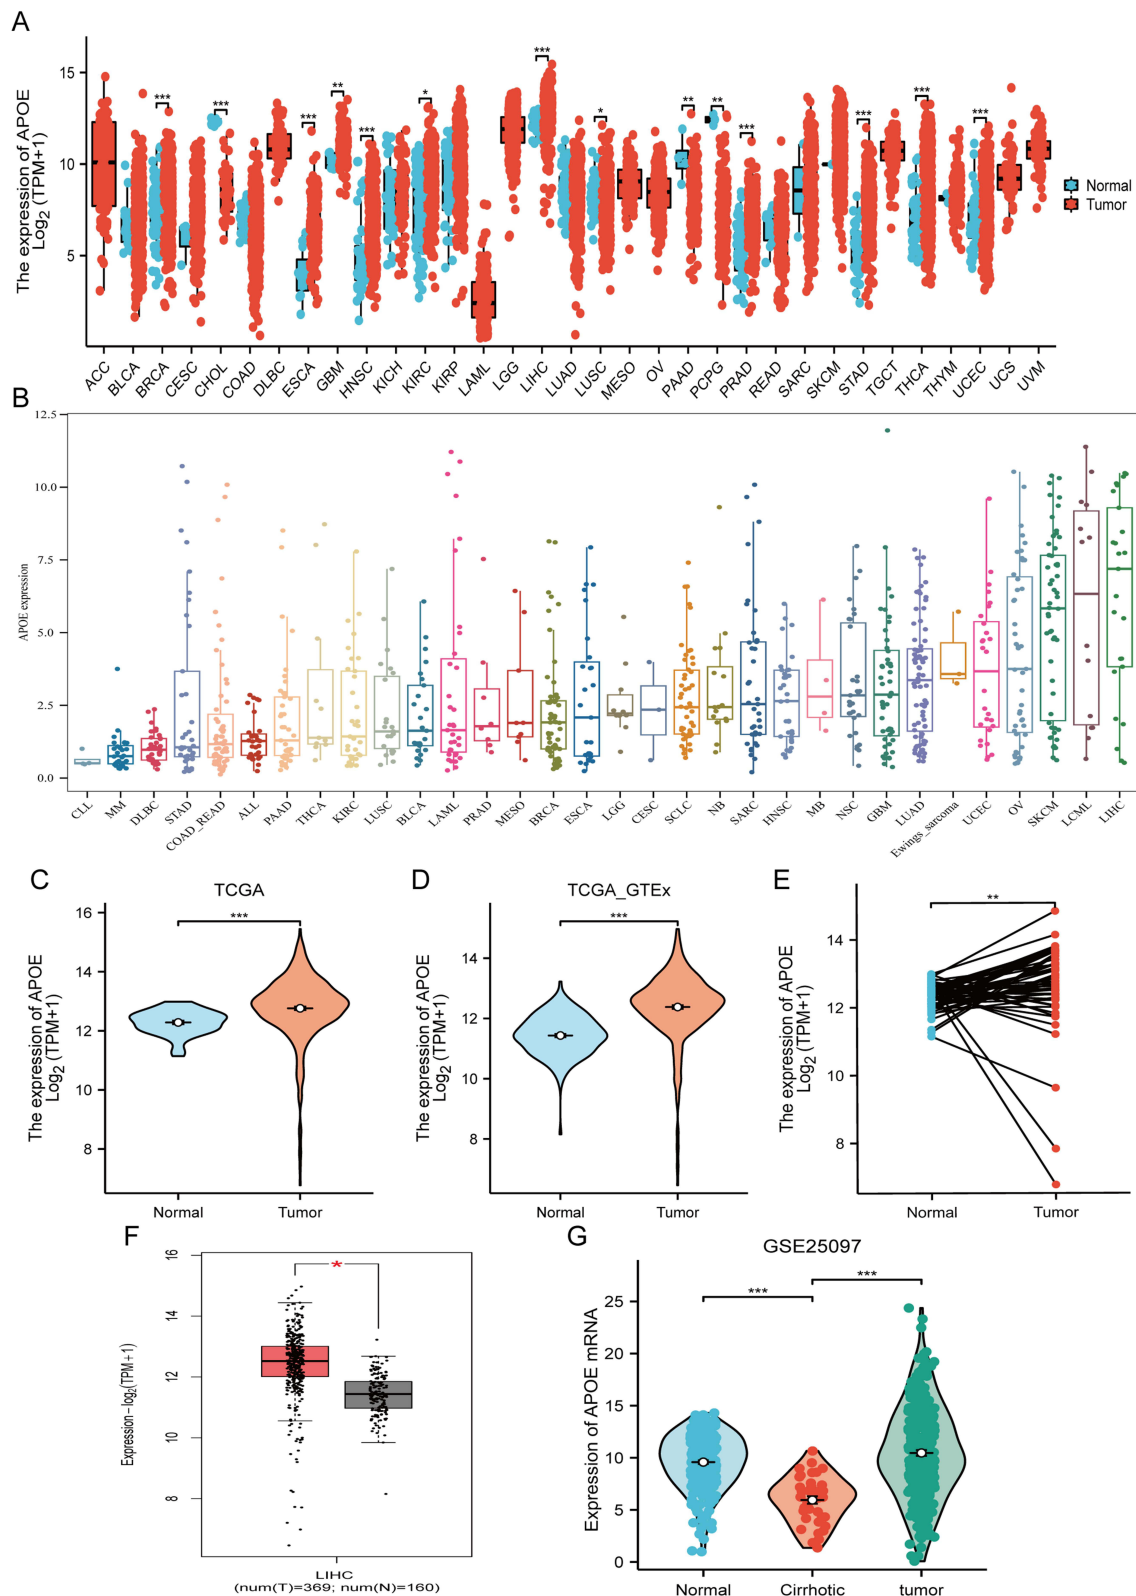 A
The expression of APOE
Log2 (TPM+1)
15
10
5
*** *** *** ** *** * *** * ** ** *** *** *** ***
Normal
Tumor
ACC BLCA BRCA CESC CHOL COAD DLBC ESCA GBM HNSC KICH KIRC KIRP LAML LGG LIHC LUAD LUSC MESO OV PAAD PCPG PRAD READ SARC SKCM STAD TGCT THCA THYM UCEC UCS UVM
B
APOE expression
12.5
10.0
7.5
5.0
2.5
0.0
CLL MM DLBC STAD COAD_READ ALL PAAD THCA KIRC LUSC BLCA LAML PRAD MESO BRCA ESCA LGG CESC SCLC NB SARC HNSC MB NSC GBM LUAD Ewings_sarcoma UCEC OV SKCM LCML LIHC
C
TCGA
The expression of APOE
Log2 (TPM+1)
16
14
12
10
8
***
Normal Tumor
D
TCGA_GTEx
The expression of APOE
Log2 (TPM+1)
14
12
10
8
***
Normal Tumor
E
The expression of APOE
Log2 (TPM+1)
14
12
10
8
**
Normal Tumor
F
Expression − log2(TPM + 1)
16
14
12
10
8
*
LIHC
(num(T)=369; num(N)=160)
G
GSE25097
Expression of APOE mRNA
25
20
15
10
5
0
*** ***
Normal Cirrhotic tumor